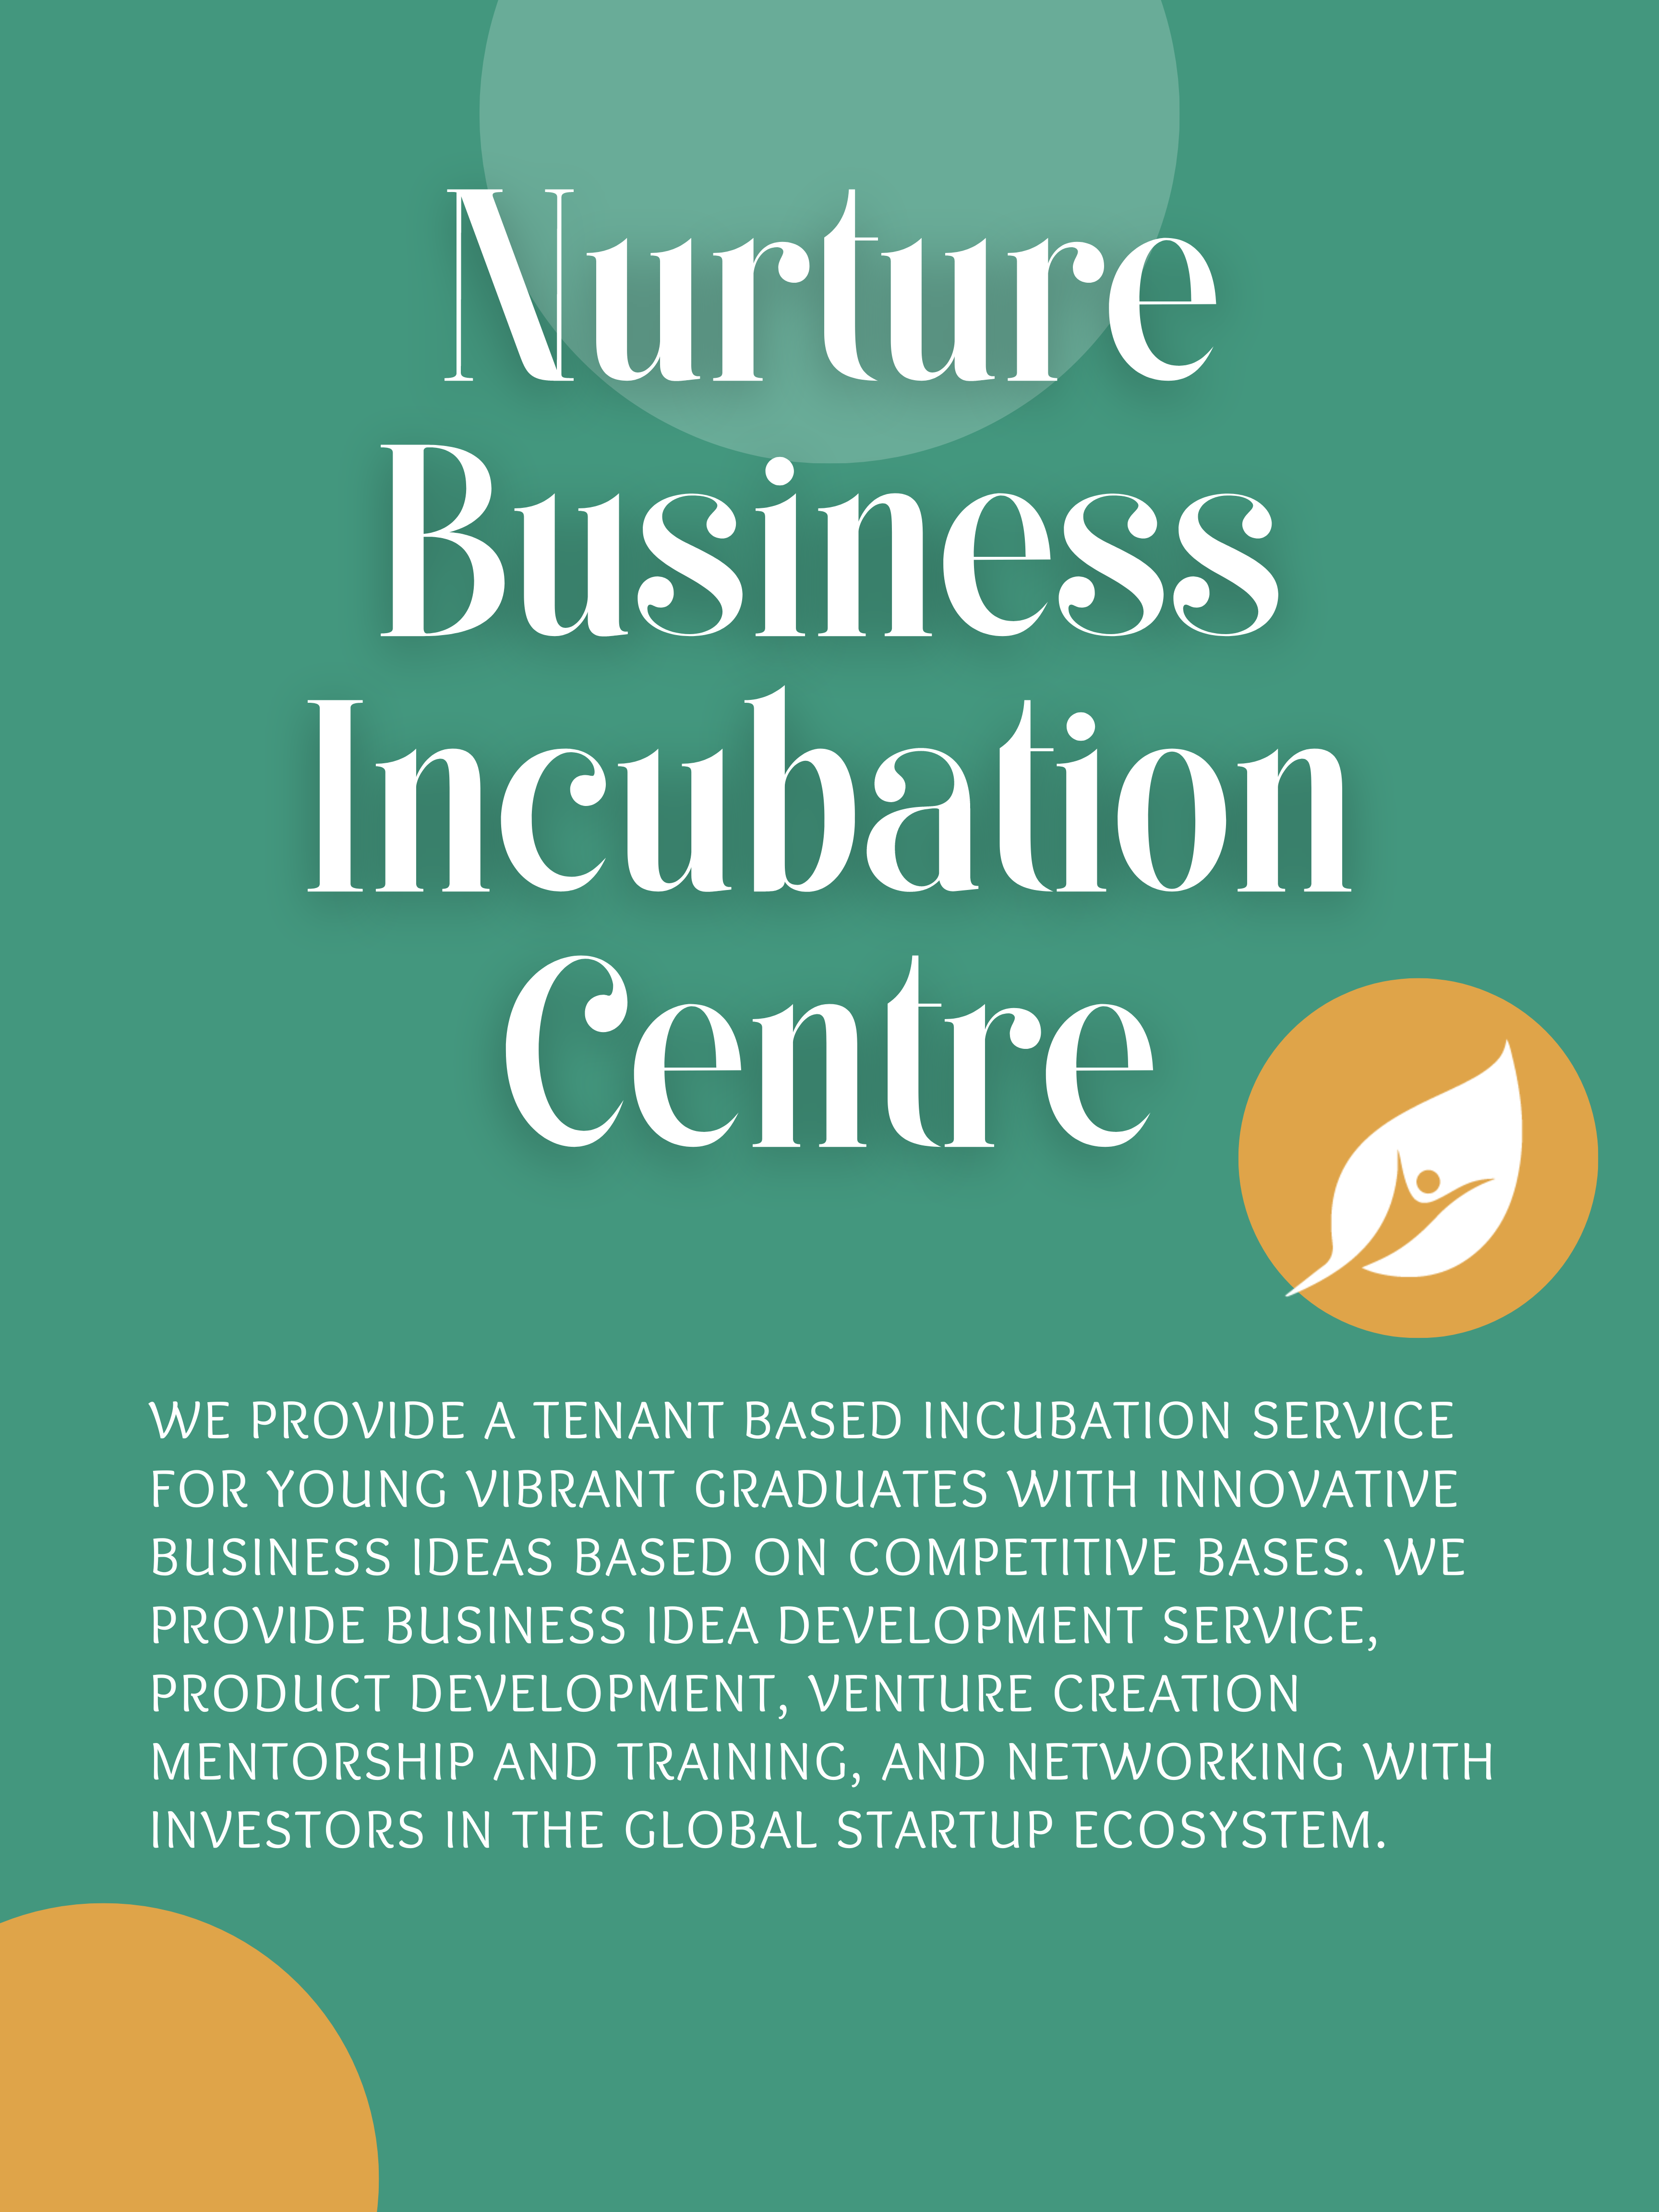 Nurture
Business
Incubation
Centre
WE PROVIDE A TENANT BASED INCUBATION SERVICE
FOR YOUNG VIBRANT GRADUATES WITH INNOVATIVE
BUSINESS IDEAS BASED ON COMPETITIVE BASES. WE
PROVIDE BUSINESS IDEA DEVELOPMENT SERVICE,
PRODUCT DEVELOPMENT, VENTURE CREATION
MENTORSHIP AND TRAINING, AND NETWORKING WITH
INVESTORS IN THE GLOBAL STARTUP ECOSYSTEM.